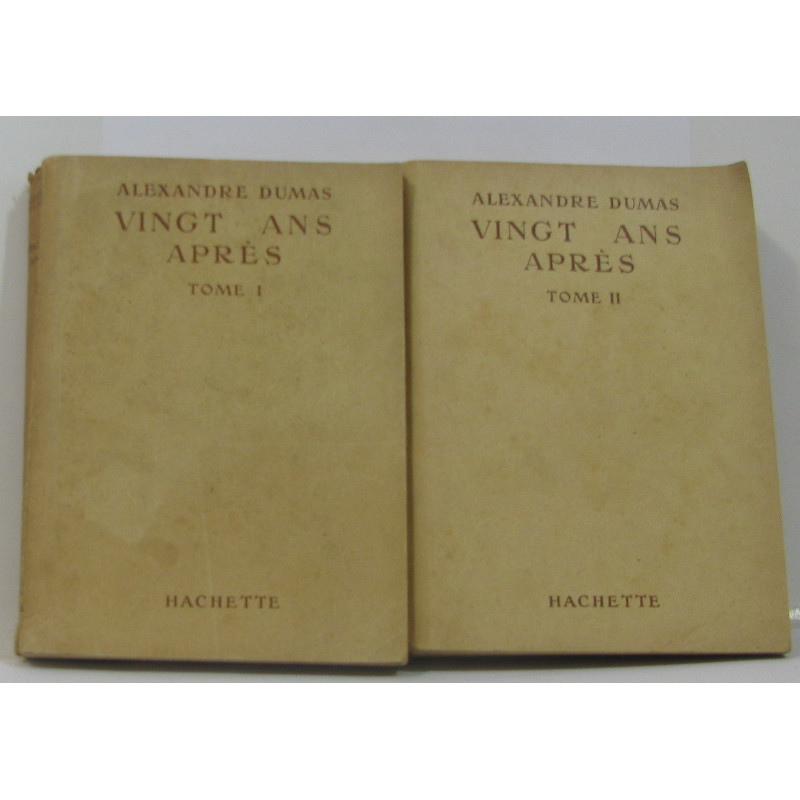 ALEXANDRE DUMAS
VINGT ANS
APRÈS
TOME I
HACHETTE
ALEXANDRE DUMAS
VINGT ANS
APRÈS
TOME II
HACHETTE